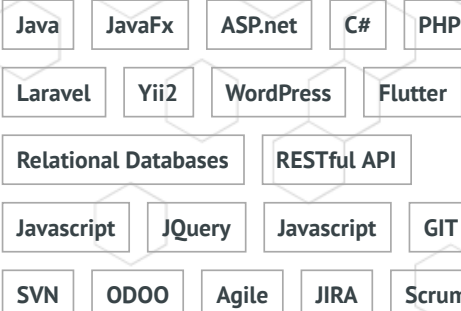 Java JavaFx ASP.net C# PHP
Laravel Yii2 WordPress Flutter
Relational Databases RESTful API
Javascript JQuery Javascript GIT
SVN ODOO Agile JIRA Scrum